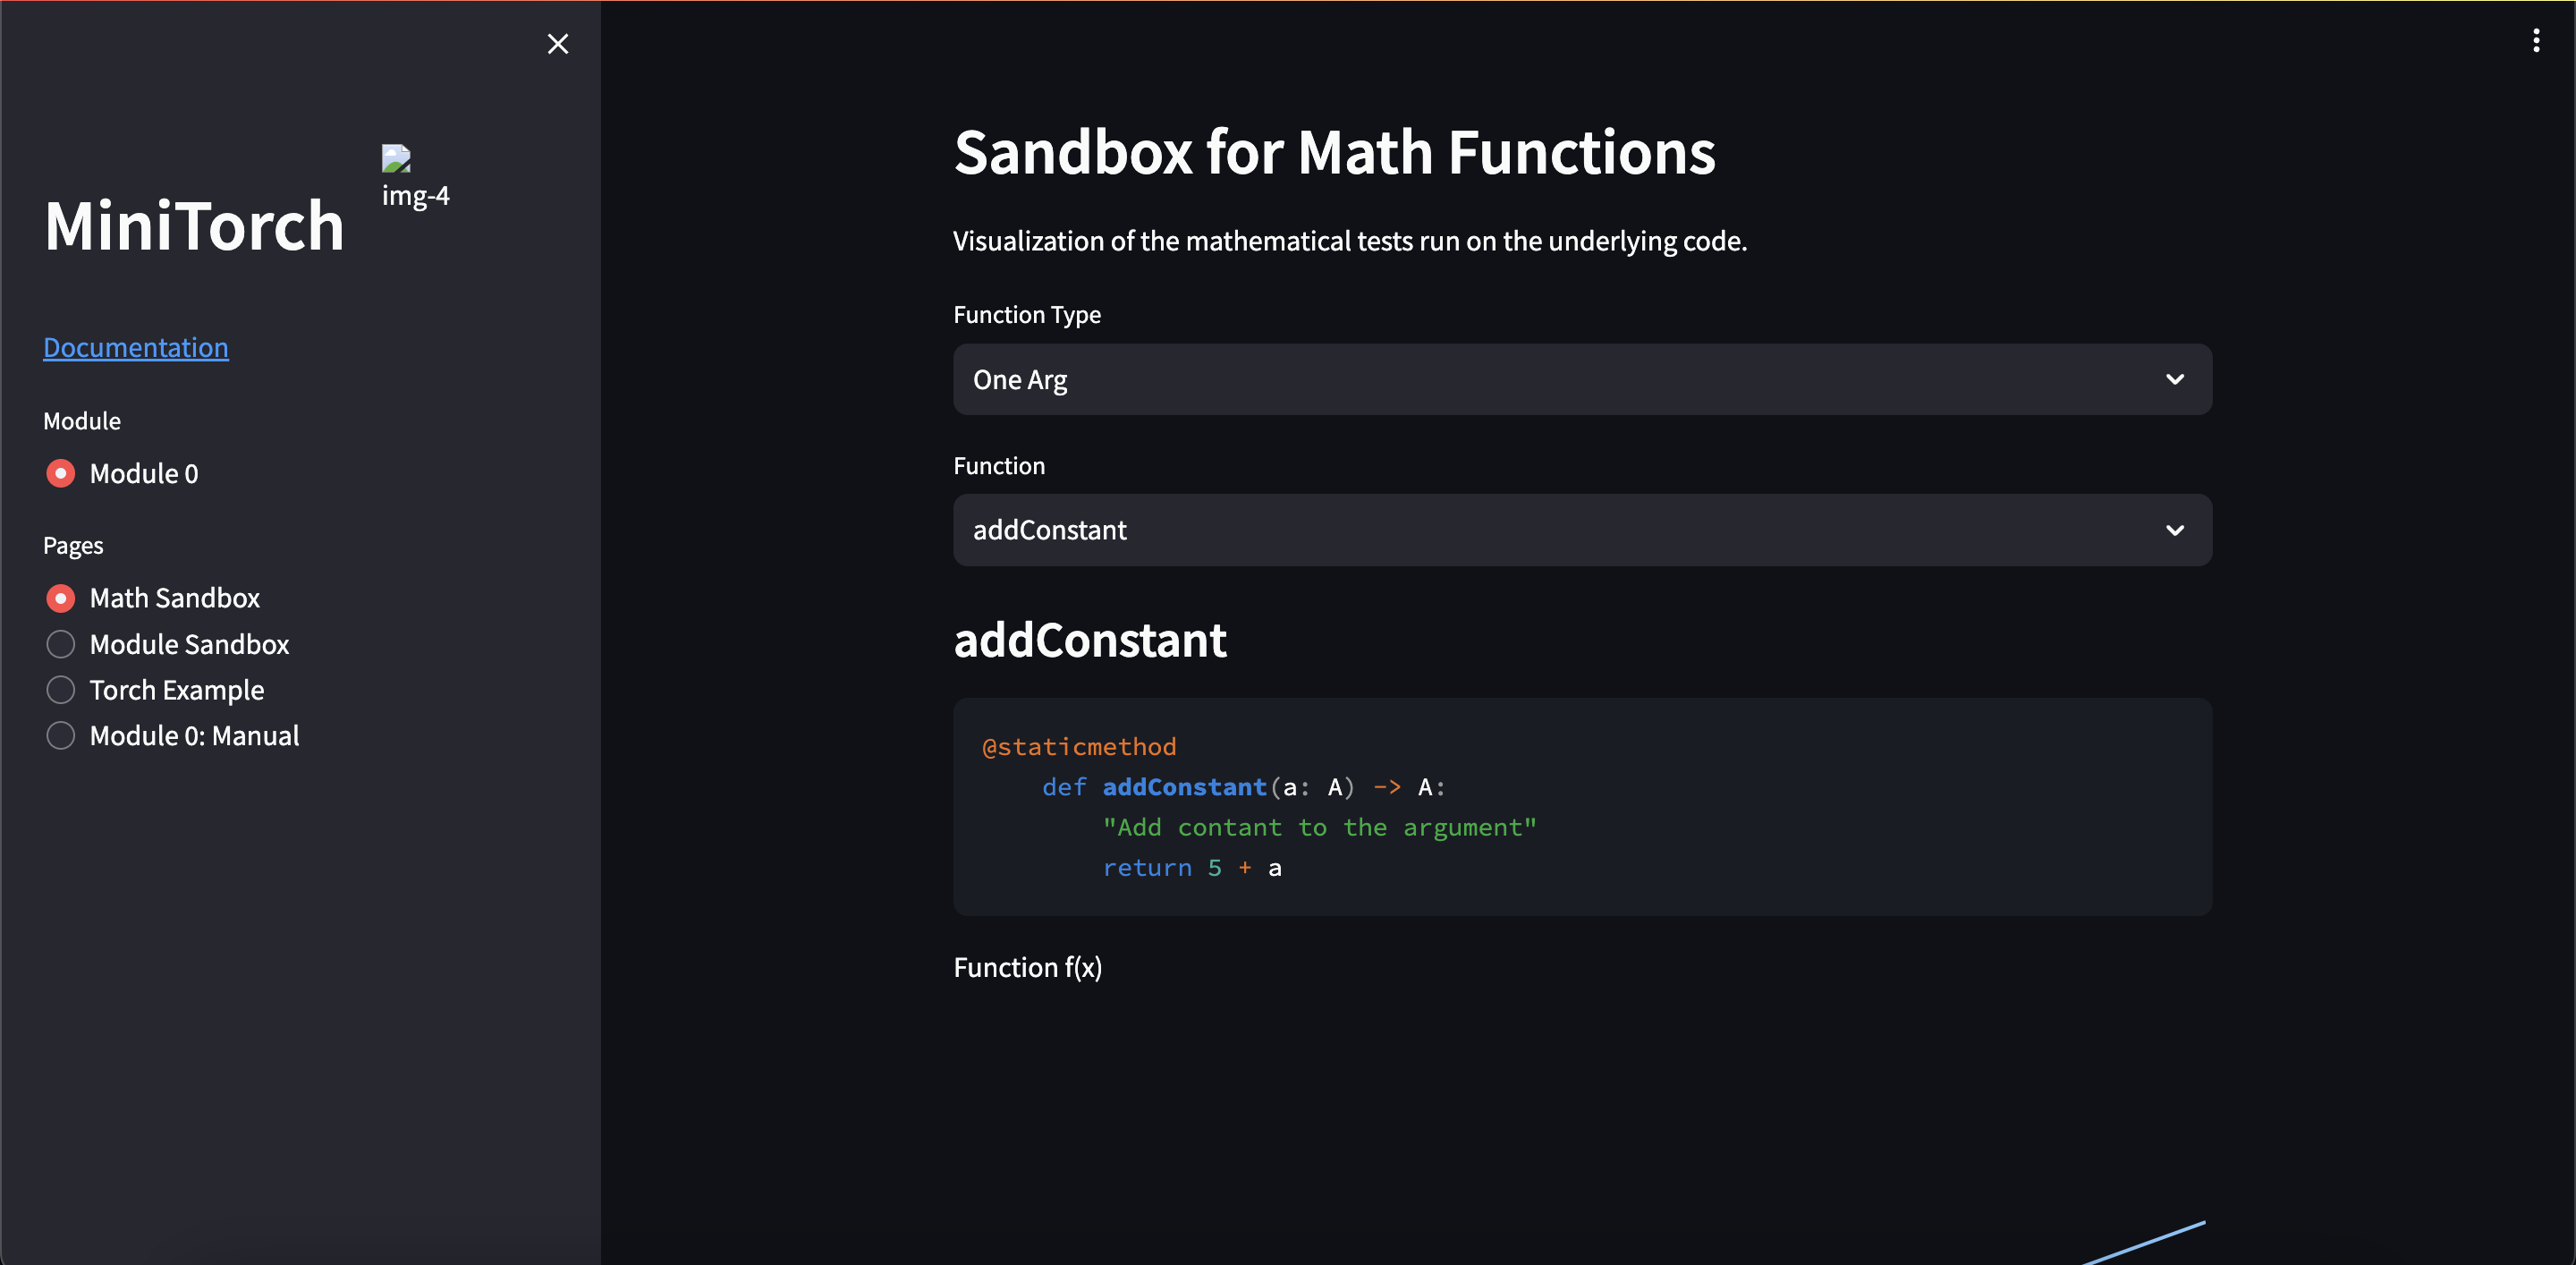 MiniTorch
img-4
Documentation
Module
Module 0
Pages
Math Sandbox
Module Sandbox
Torch Example
Module 0: Manual
Sandbox for Math Functions
Visualization of the mathematical tests run on the underlying code.
Function Type
One Arg
Function
addConstant
addConstant
@staticmethod
    def addConstant(a: A) -> A:
        "Add contant to the argument"
        return 5 + a
Function f(x)